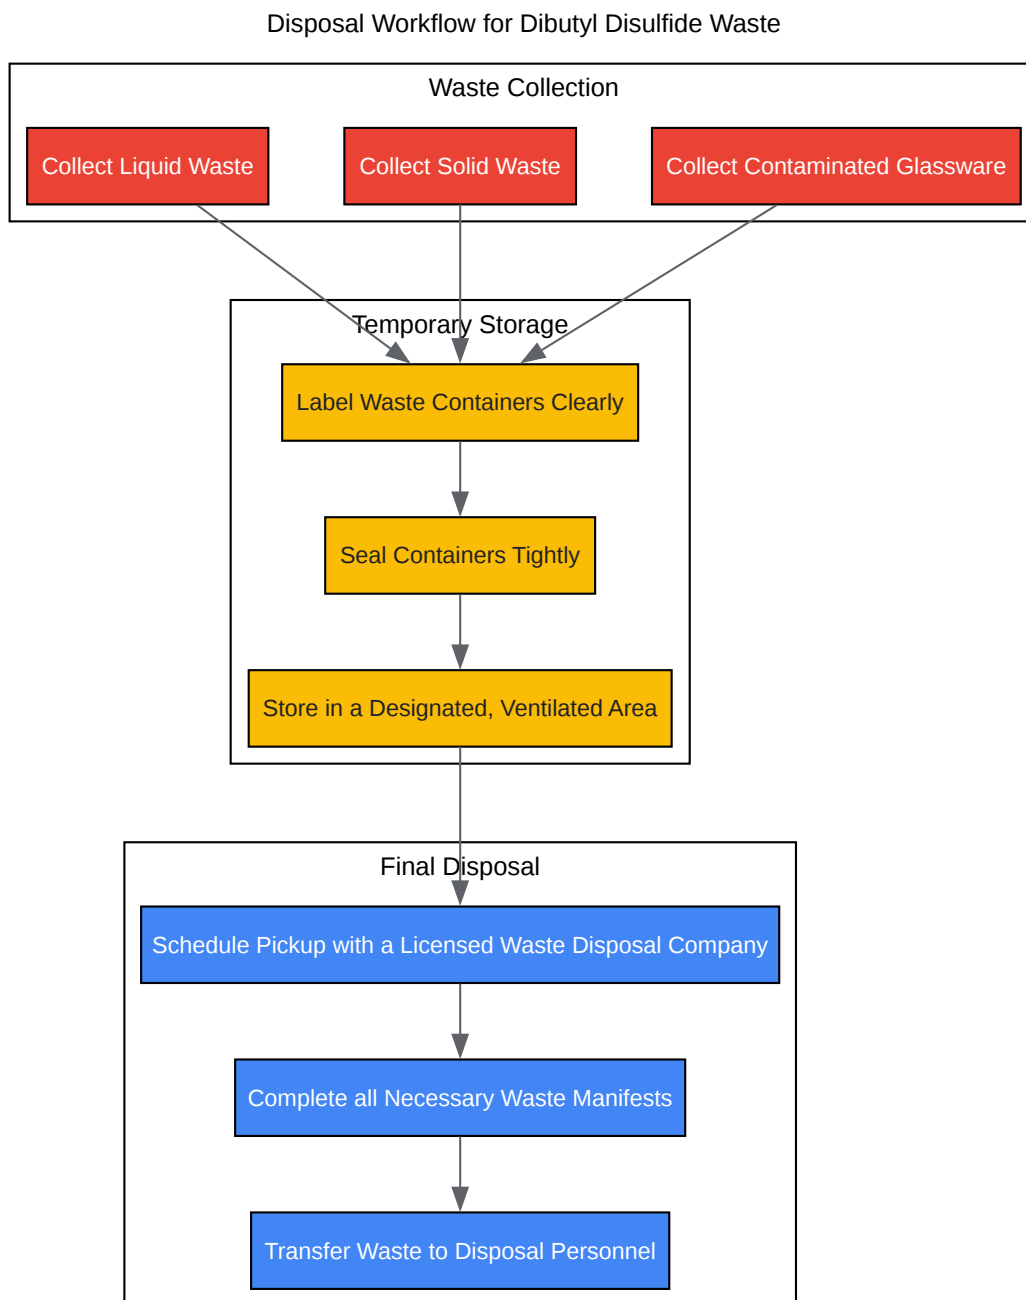 Disposal Workflow for Dibutyl Disulfide Waste
Waste Collection
Collect Liquid Waste
Collect Solid Waste
Collect Contaminated Glassware
Temporary Storage
Label Waste Containers Clearly
Seal Containers Tightly
Store in a Designated, Ventilated Area
Final Disposal
Schedule Pickup with a Licensed Waste Disposal Company
Complete all Necessary Waste Manifests
Transfer Waste to Disposal Personnel